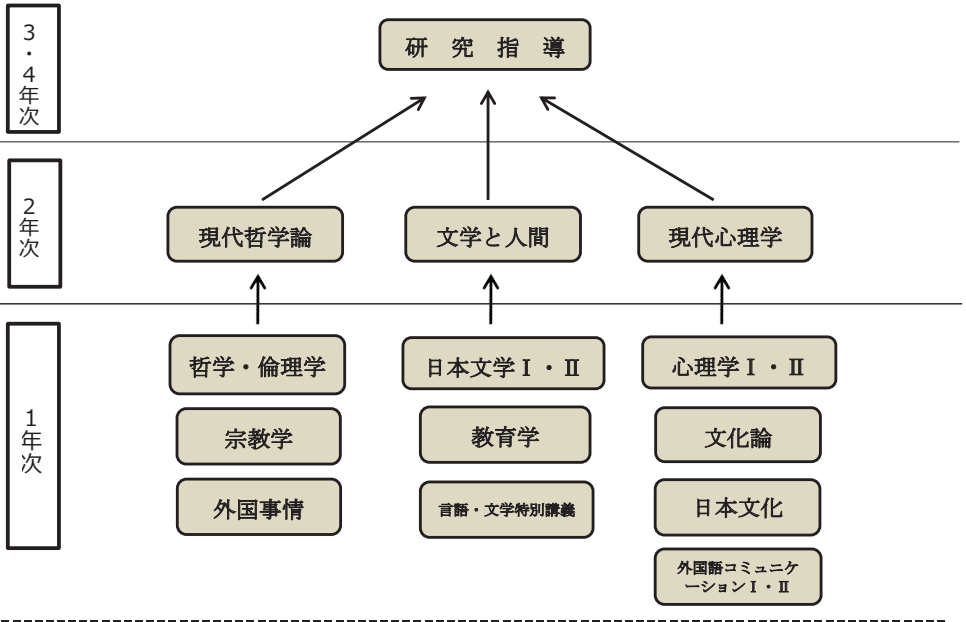 3・4年次
研　究　指　導
2年次
現代哲学論
文学と人間
現代心理学
1年次
哲学・倫理学
日本文学Ⅰ・Ⅱ
心理学Ⅰ・Ⅱ
宗教学
教育学
文化論
外国事情
言語・文学特別講義
日本文化
外国語コミュニケ
ーションⅠ・Ⅱ